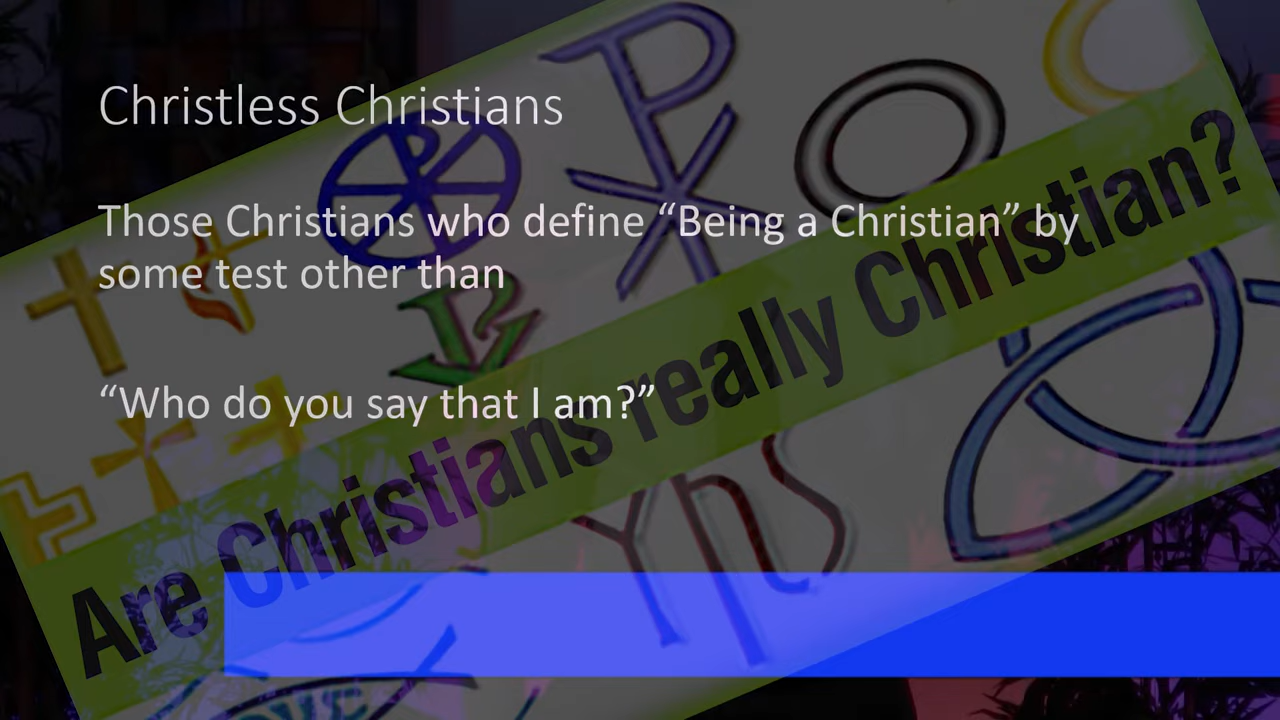 Christless Christians
Those Christians who define “Being a Christian” by
some test other than
“Who do you say that I am?”
Are Christians really Christian?